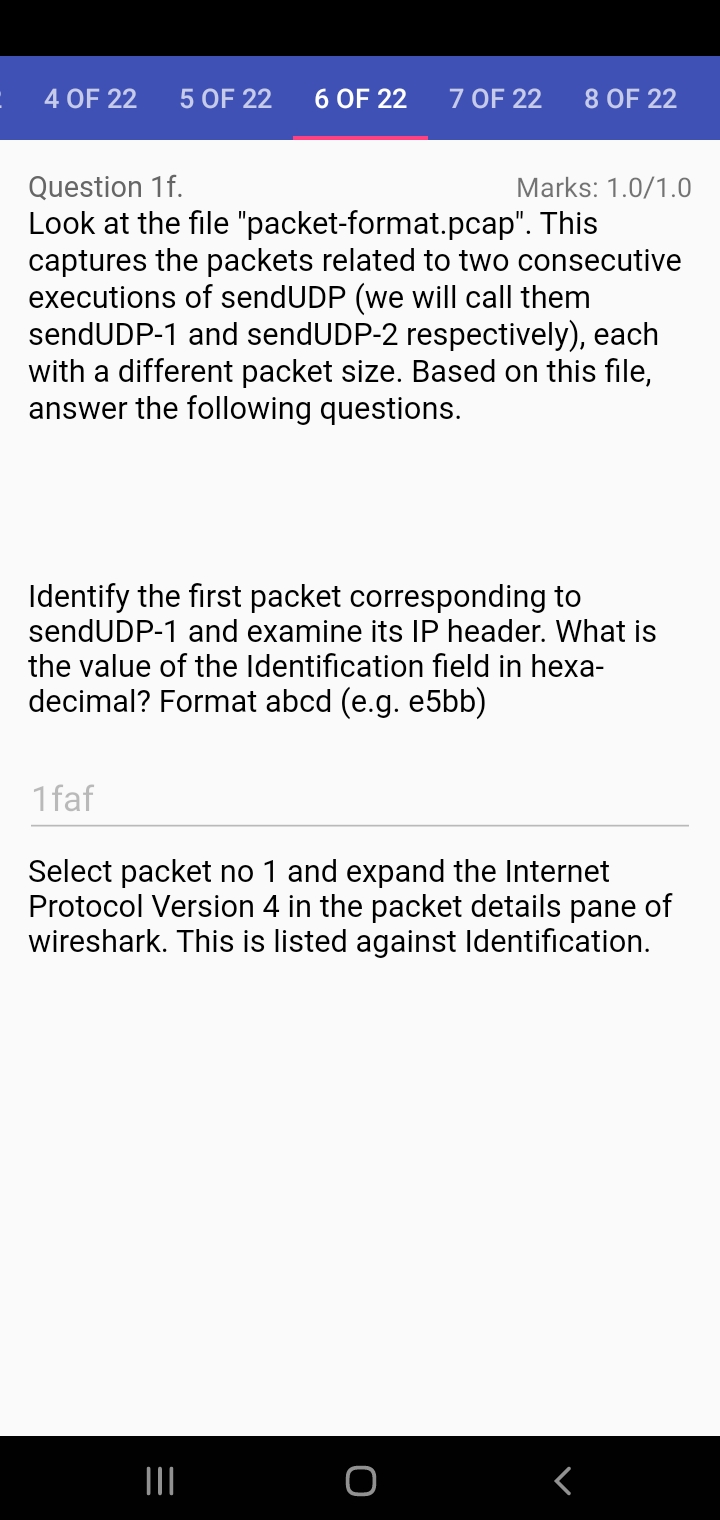 4 OF 22 5 OF 22 6 OF 22 7 OF 22 8 OF 22
Question 1f. Marks: 1.0/1.0
Look at the file "packet-format.pcap". This
captures the packets related to two consecutive
executions of sendUDP (we will call them
sendUDP-1 and sendUDP-2 respectively), each
with a different packet size. Based on this file,
answer the following questions.
Identify the first packet corresponding to
sendUDP-1 and examine its IP header. What is
the value of the Identification field in hexa-
decimal? Format abcd (e.g. e5bb)
1faf
Select packet no 1 and expand the Internet
Protocol Version 4 in the packet details pane of
wireshark. This is listed against Identification.